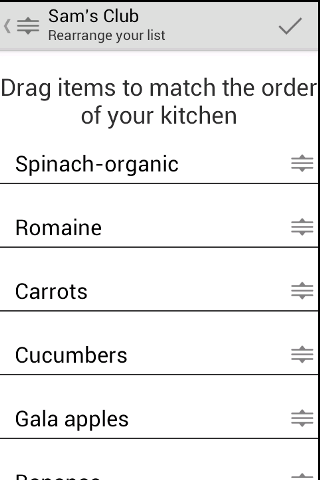 Sam's Club
Rearrange your list
Drag items to match the order
of your kitchen
Spinach-organic
Romaine
Carrots
Cucumbers
Gala apples